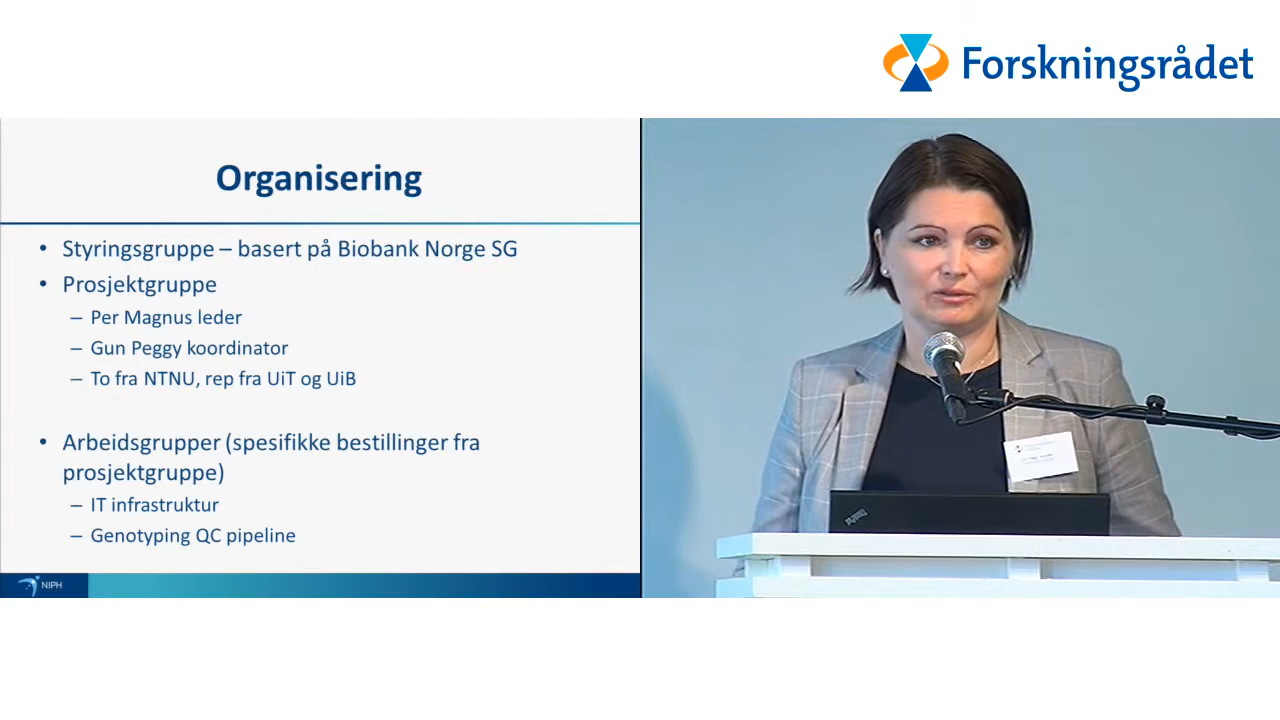 Forskningsrådet
Organisering
• Styringsgruppe – basert på Biobank Norge SG
• Prosjektgruppe
– Per Magnus leder
– Gun Peggy koordinator
– To fra NTNU, rep fra UiT og UiB
• Arbeidsgrupper (spesifikke bestillinger fra
prosjektgruppe)
– IT infrastruktur
– Genotyping QC pipeline
NIPH
ThinkPad